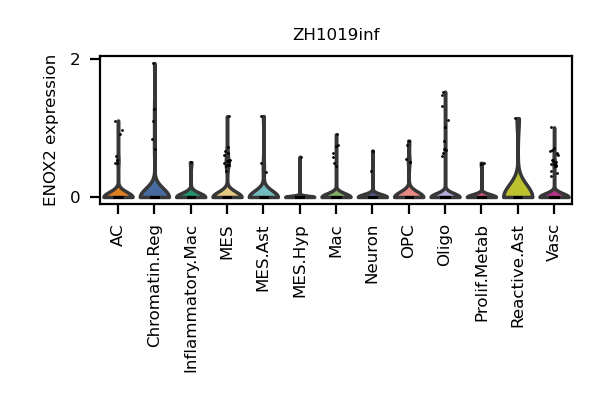 ZH1019inf
ENOX2 expression
2
0
AC
Chromatin.Reg
Inflammatory.Mac
MES
MES.Ast
MES.Hyp
Mac
Neuron
OPC
Oligo
Prolif.Metab
Reactive.Ast
Vasc